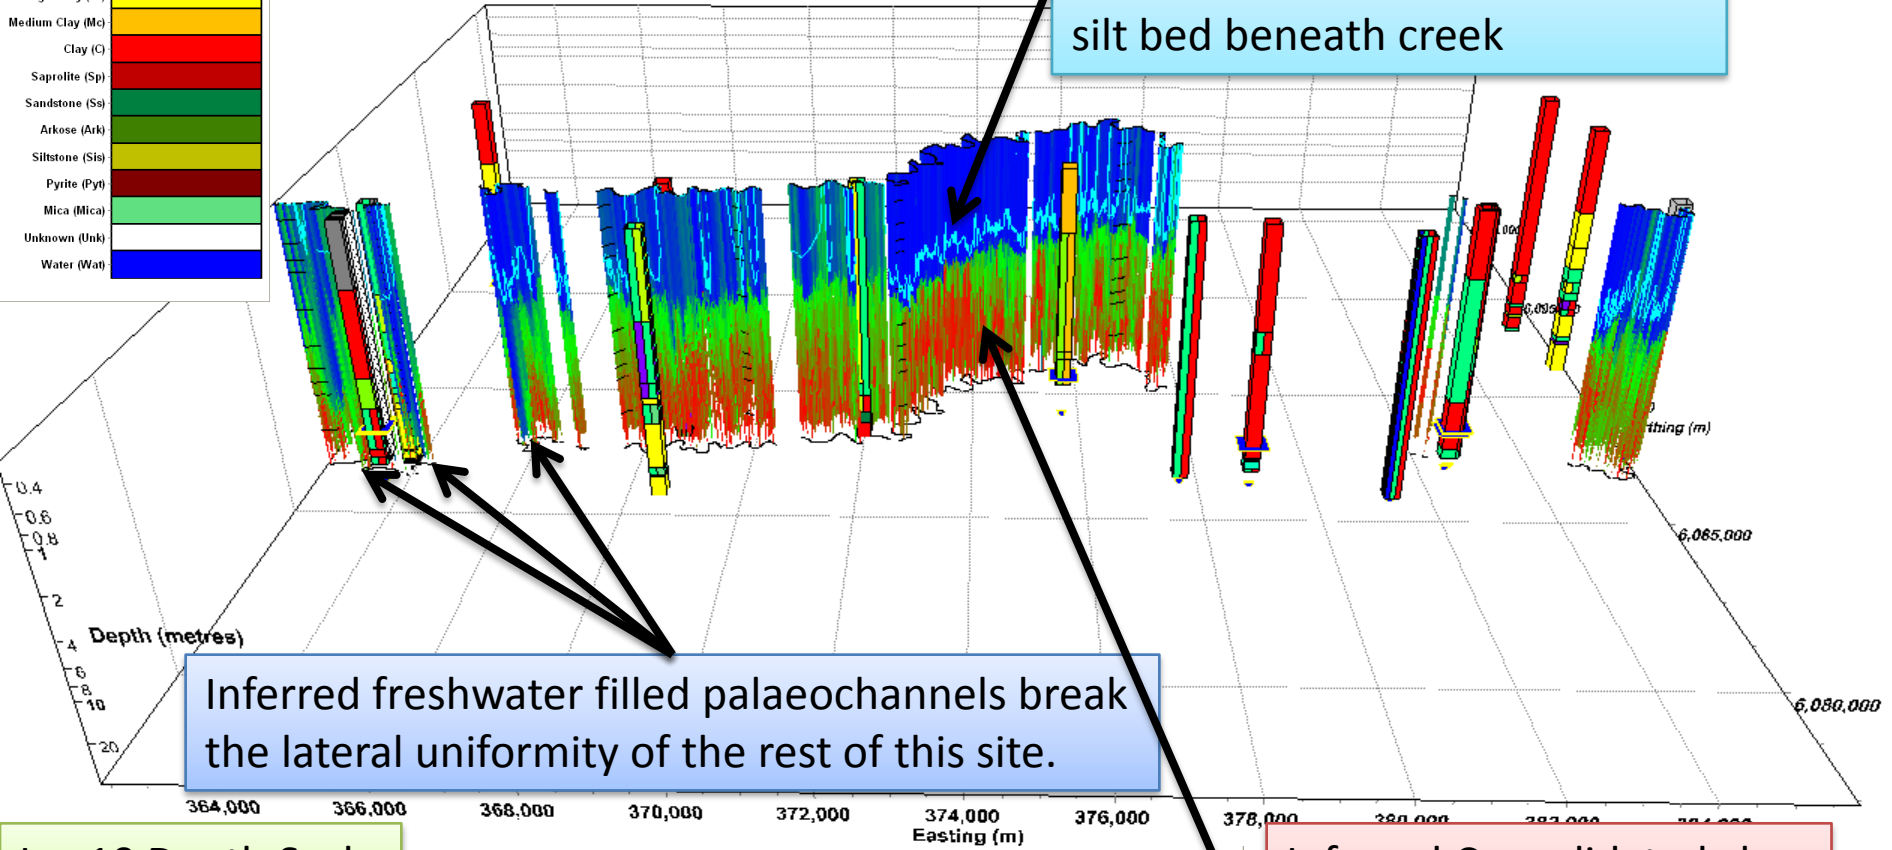 Medium Clay (Mc)
Clay (C)
Saprolite (Sp)
Sandstone (Ss)
Arkose (Ark)
Siltstone (Sis)
Pyrite (Pyt)
Mica (Mica)
Unknown (Unk)
Water (Wat)
silt bed beneath creek
6,085,000
6,080,000
0.4
0.6
0.8
1
2
4
6
8
10
20
Depth (metres)
Inferred freshwater filled palaeochannels break
the lateral uniformity of the rest of this site.
364,000
366,000
368,000
370,000
372,000
374,000
376,000
378,000
Easting (m)